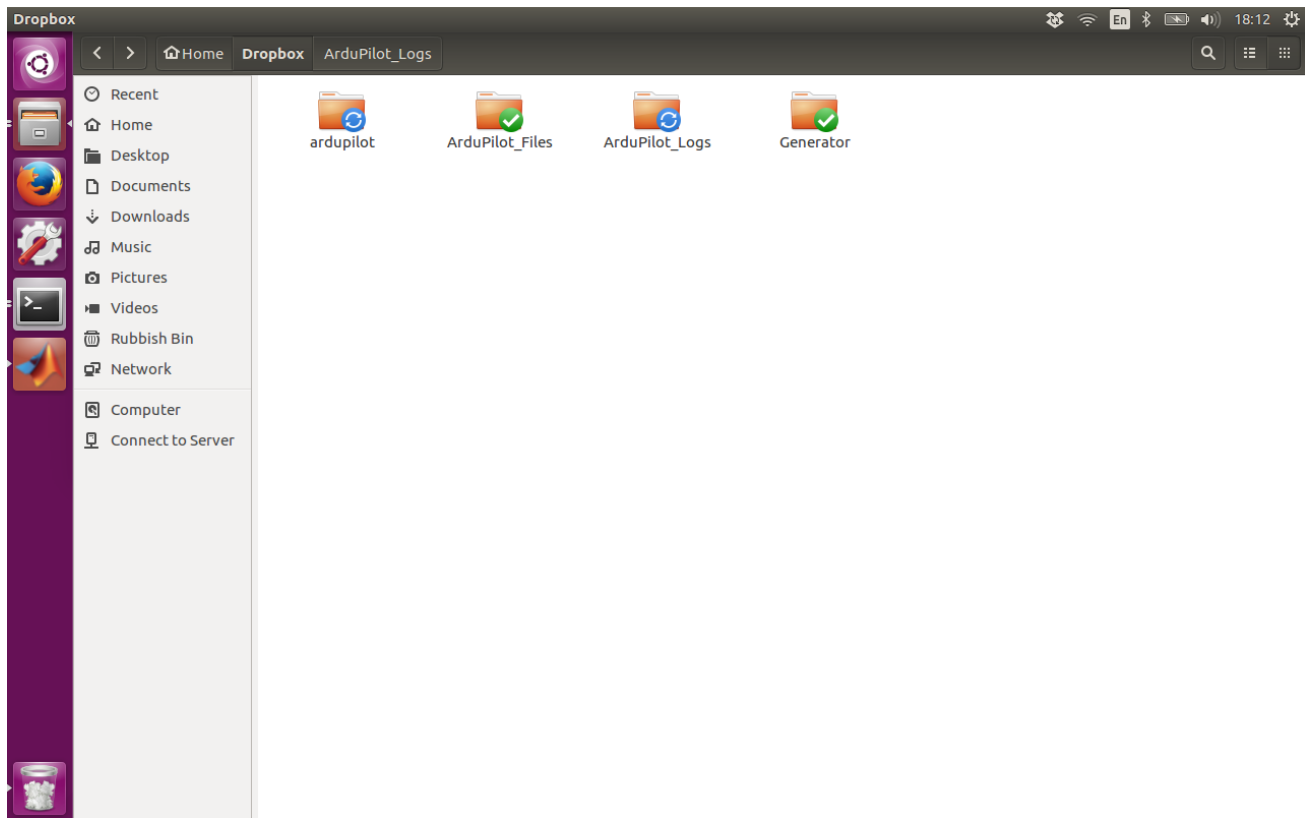 Dropbox
En
18:12
Home Dropbox ArduPilot_Logs
Recent
Home
Desktop
Documents
Downloads
Music
Pictures
Videos
Rubbish Bin
Network
Computer
Connect to Server
ardupilot
ArduPilot_Files
ArduPilot_Logs
Generator